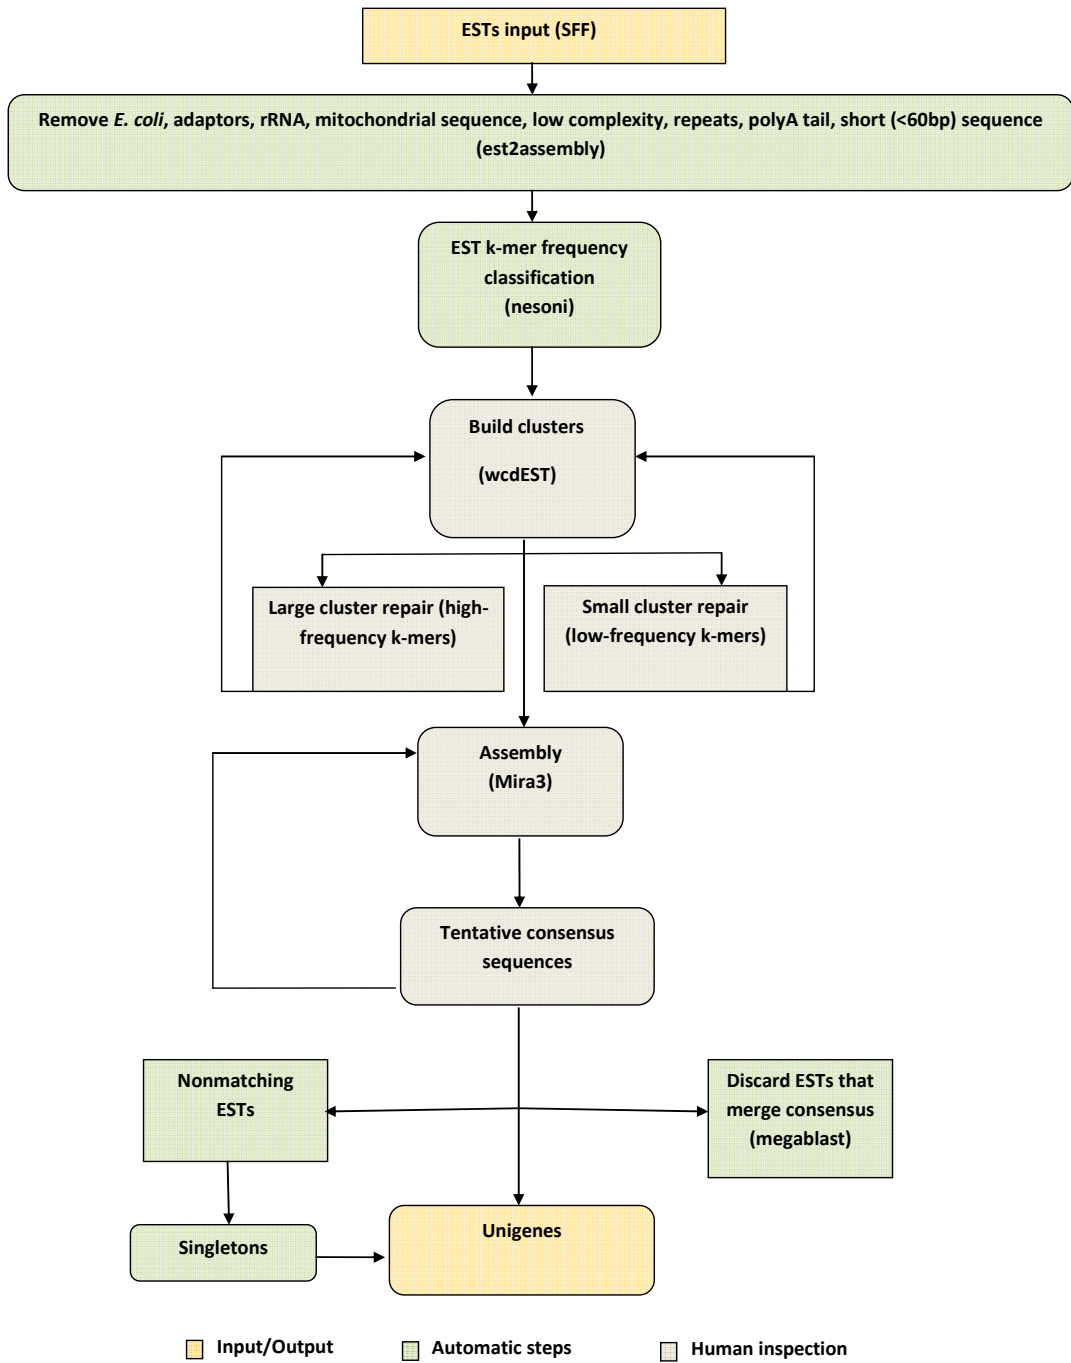 ESTs input (SFF)
Remove E. coli, adaptors, rRNA, mitochondrial sequence, low complexity, repeats, polyA tail, short (<60bp) sequence
(est2assembly)
EST k-mer frequency
classification
(nesoni)
Build clusters
(wcdEST)
Large cluster repair (high-
frequency k-mers)
Small cluster repair
(low-frequency k-mers)
Assembly
(Mira3)
Tentative consensus
sequences
Nonmatching
ESTs
Discard ESTs that
merge consensus
(megablast)
Singletons
Unigenes
Input/Output
Automatic steps
Human inspection